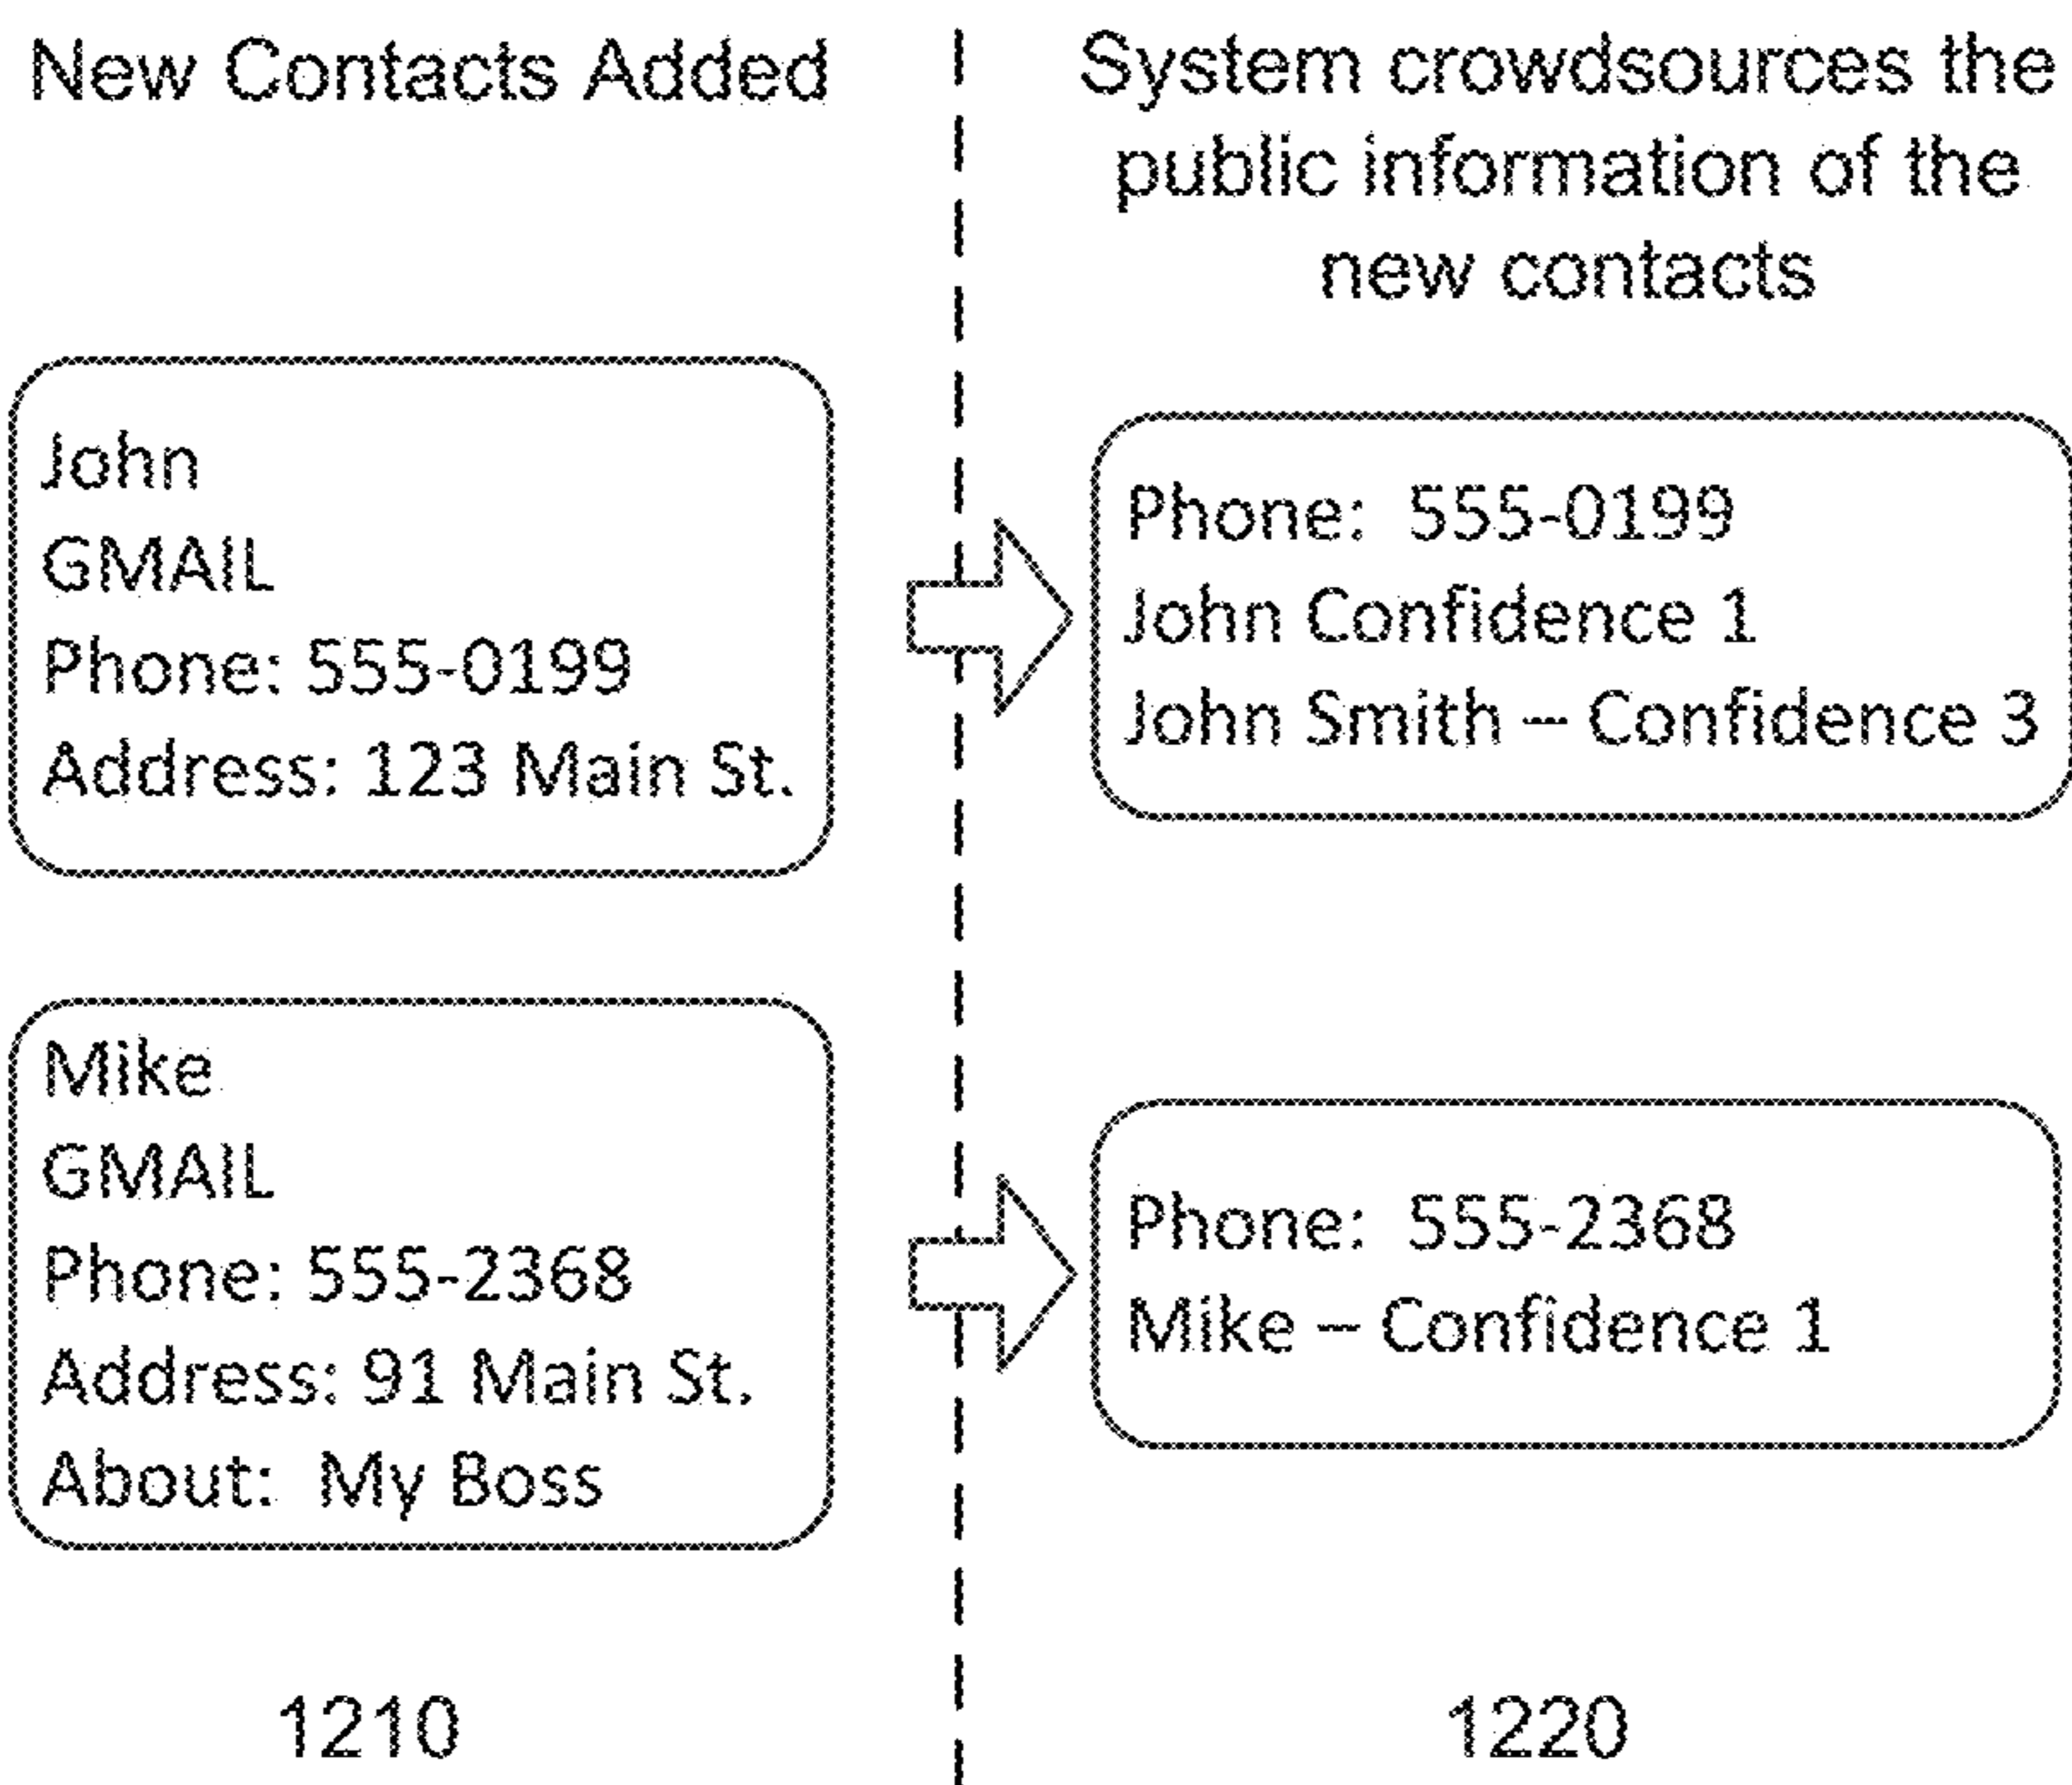 New Contacts Added
System crowdsources the
public information of the
new contacts
John
GMAIL
Phone: 555-0199
Address: 123 Main St.
Phone: 555-0199
John Confidence 1
John Smith – Confidence 3
Mike
GMAIL
Phone: 555-2368
Address: 91 Main St.
About: My Boss
Phone: 555-2368
Mike – Confidence 1
1210
1220